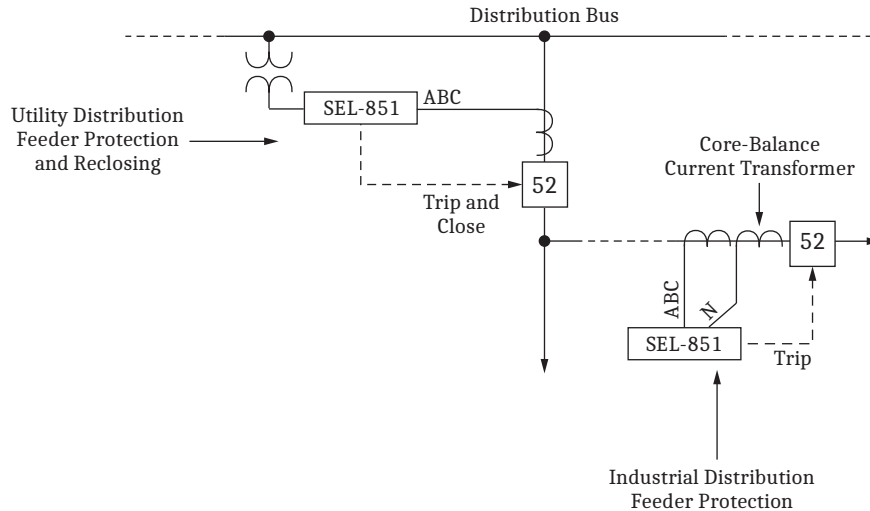 Distribution Bus
SEL-851
ABC
Utility Distribution
Feeder Protection
and Reclosing
52
Trip and
Close
Core-Balance
Current Transformer
52
ABC
N
SEL-851
Trip
Industrial Distribution
Feeder Protection